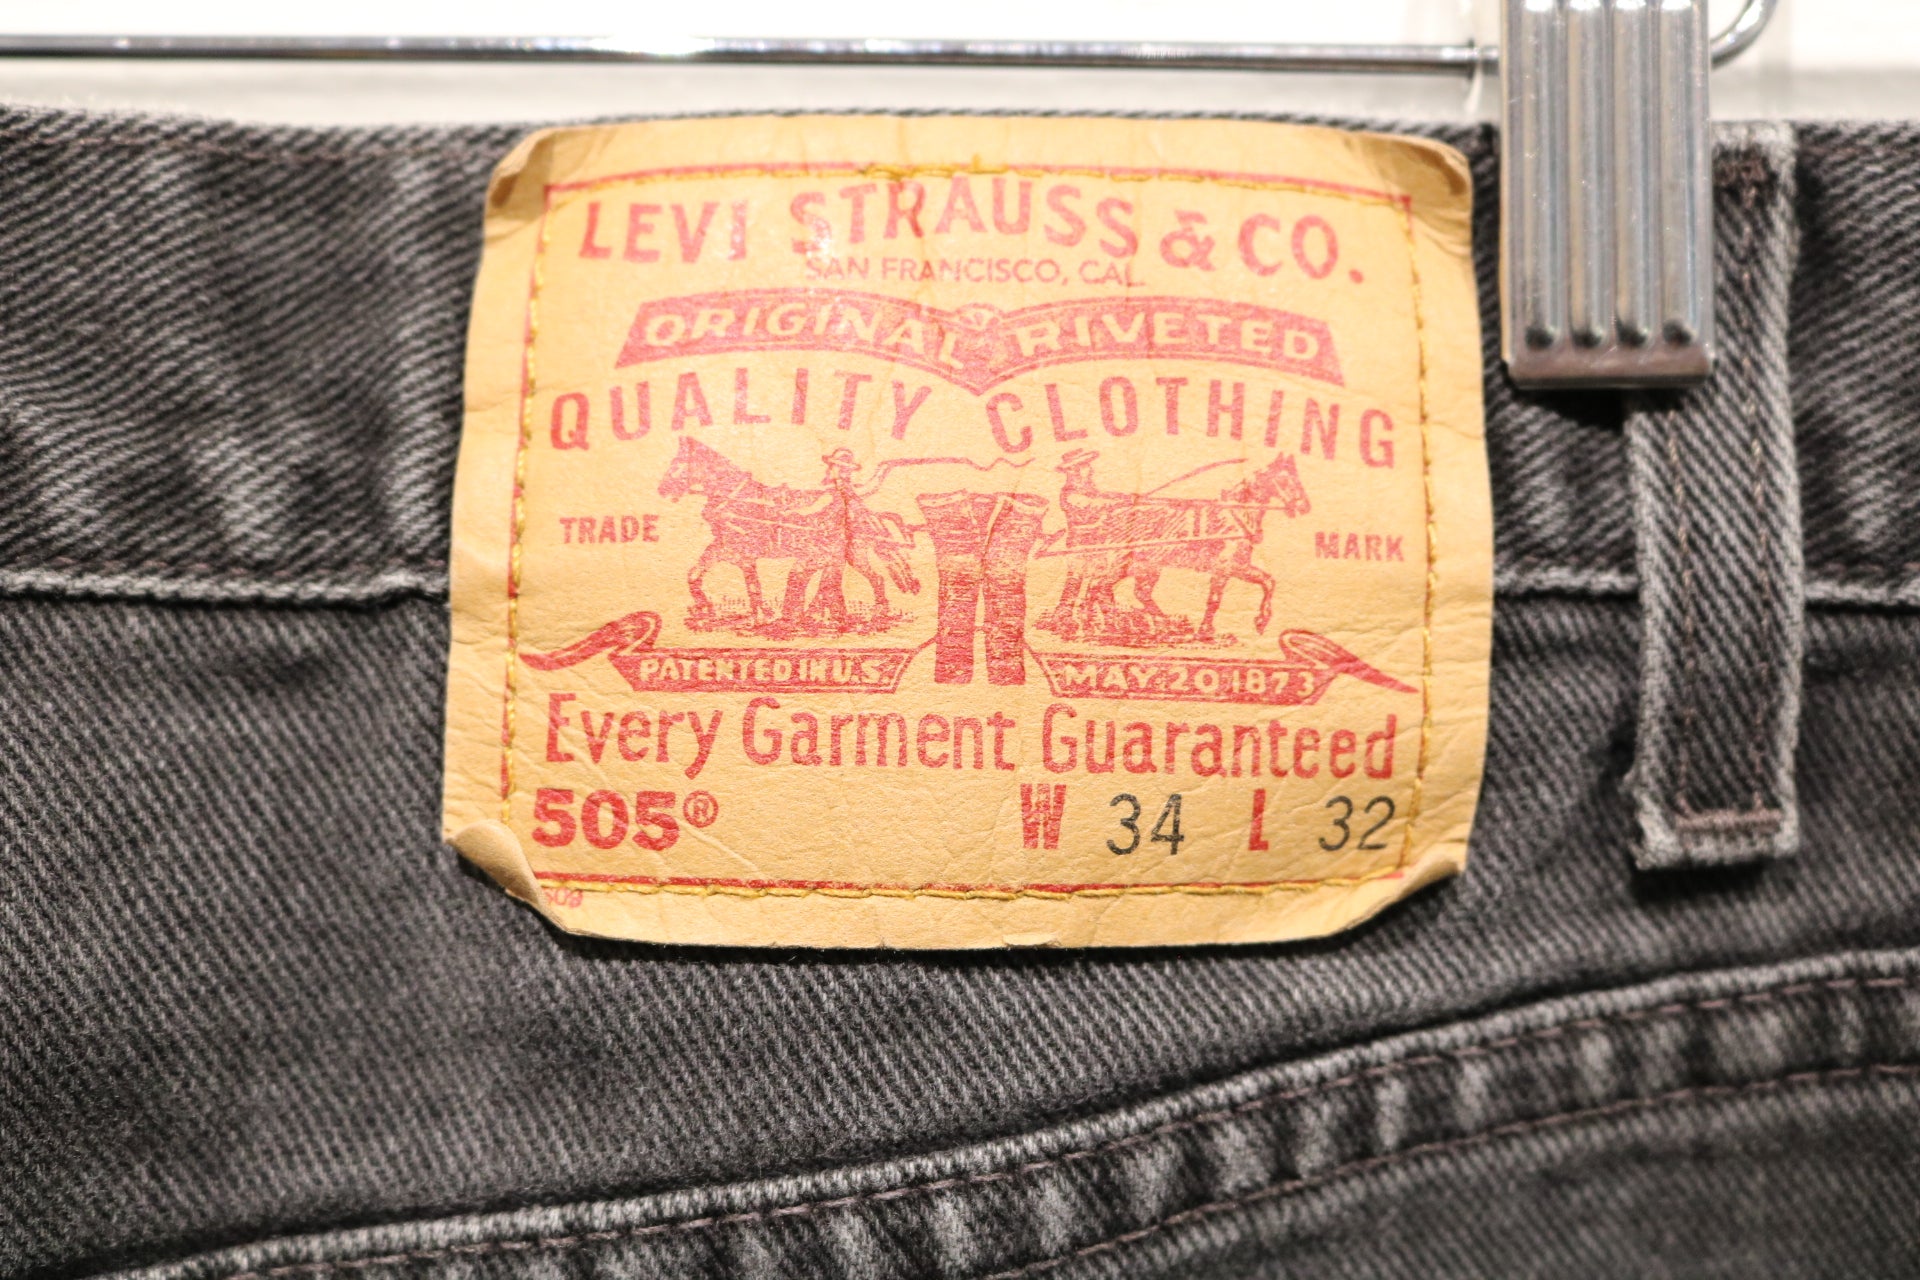 LEVI STRAUSS & CO.
SAN FRANCISCO, CAL.
ORIGINAL RIVETED
QUALITY CLOTHING
TRADE MARK
PATENTED IN U.S. MAY 20 1873
Every Garment Guaranteed
505® W 34 L 32